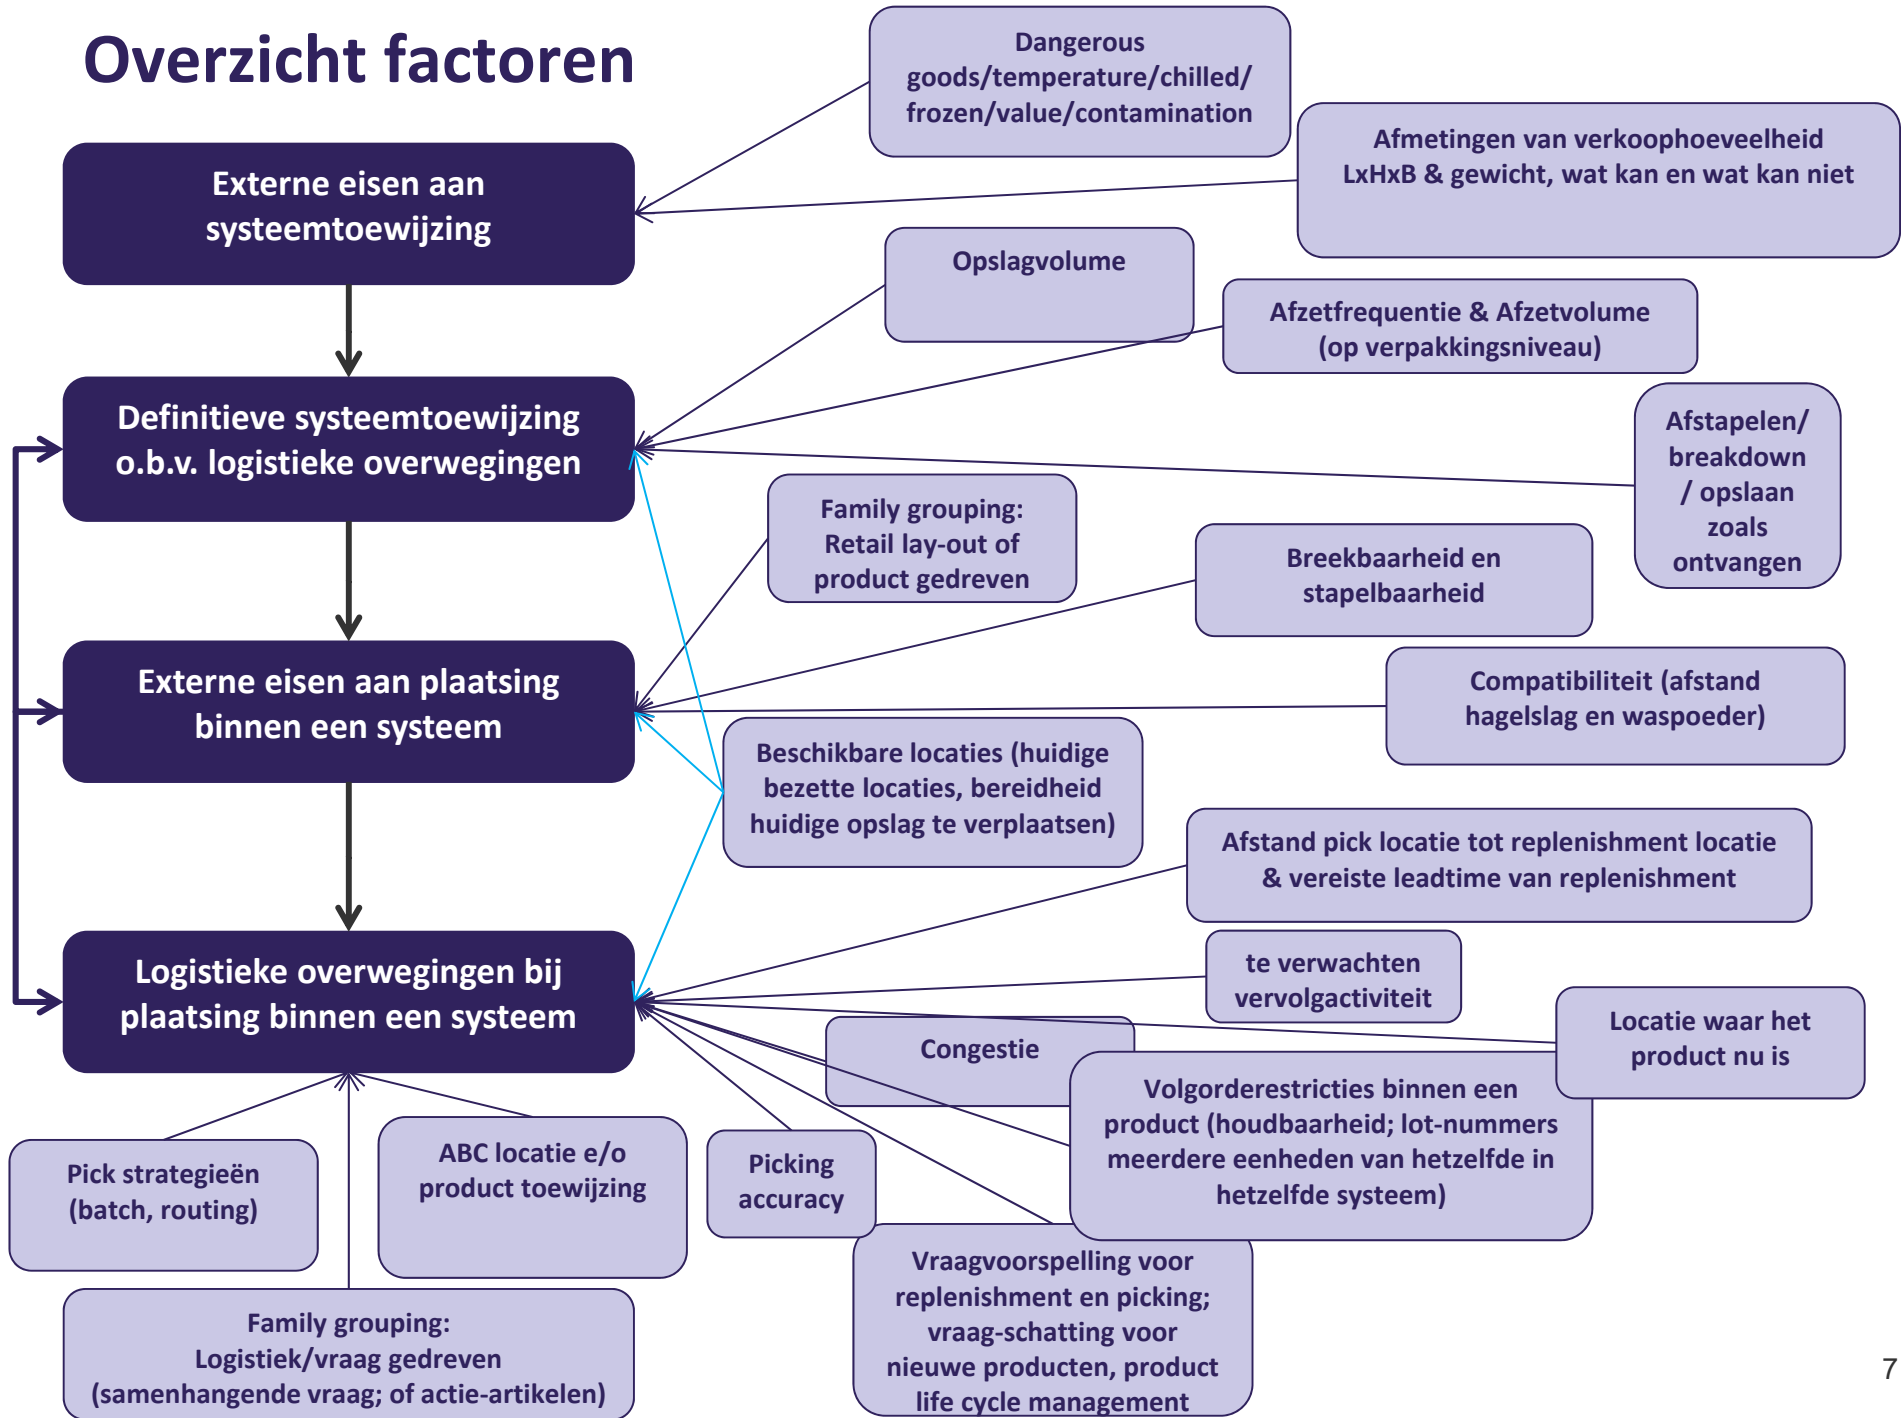 Overzicht factoren
Dangerous
goods/temperature/chilled/
frozen/value/contamination
Afmetingen van verkoophoeveelheid
LxHxB & gewicht, wat kan en wat kan niet
Externe eisen aan
systeemtoewijzing
Opslagvolume
Afzetfrequentie & Afzetvolume
(op verpakkingsniveau)
Definitieve systeemtoewijzing
o.b.v. logistieke overwegingen
Afstapelen/
breakdown
/ opslaan
zoals
ontvangen
Family grouping:
Retail lay-out of
product gedreven
Breekbaarheid en
stapelbaarheid
Externe eisen aan plaatsing
binnen een systeem
Compatibiliteit (afstand
hagelslag en waspoeder)
Beschikbare locaties (huidige
bezette locaties, bereidheid
huidige opslag te verplaatsen)
Afstand pick locatie tot replenishment locatie
& vereiste leadtime van replenishment
Logistieke overwegingen bij
plaatsing binnen een systeem
te verwachten
vervolgactiviteit
Locatie waar het
product nu is
Congestie
Volgorderestricties binnen een
product (houdbaarheid; lot-nummers
meerdere eenheden van hetzelfde in
hetzelfde systeem)
Pick strategieën
(batch, routing)
ABC locatie e/o
product toewijzing
Picking
accuracy
Vraagvoorspelling voor
replenishment en picking;
vraag-schatting voor
nieuwe producten, product
life cycle management
Family grouping:
Logistiek/vraag gedreven
(samenhangende vraag; of actie-artikelen)
7